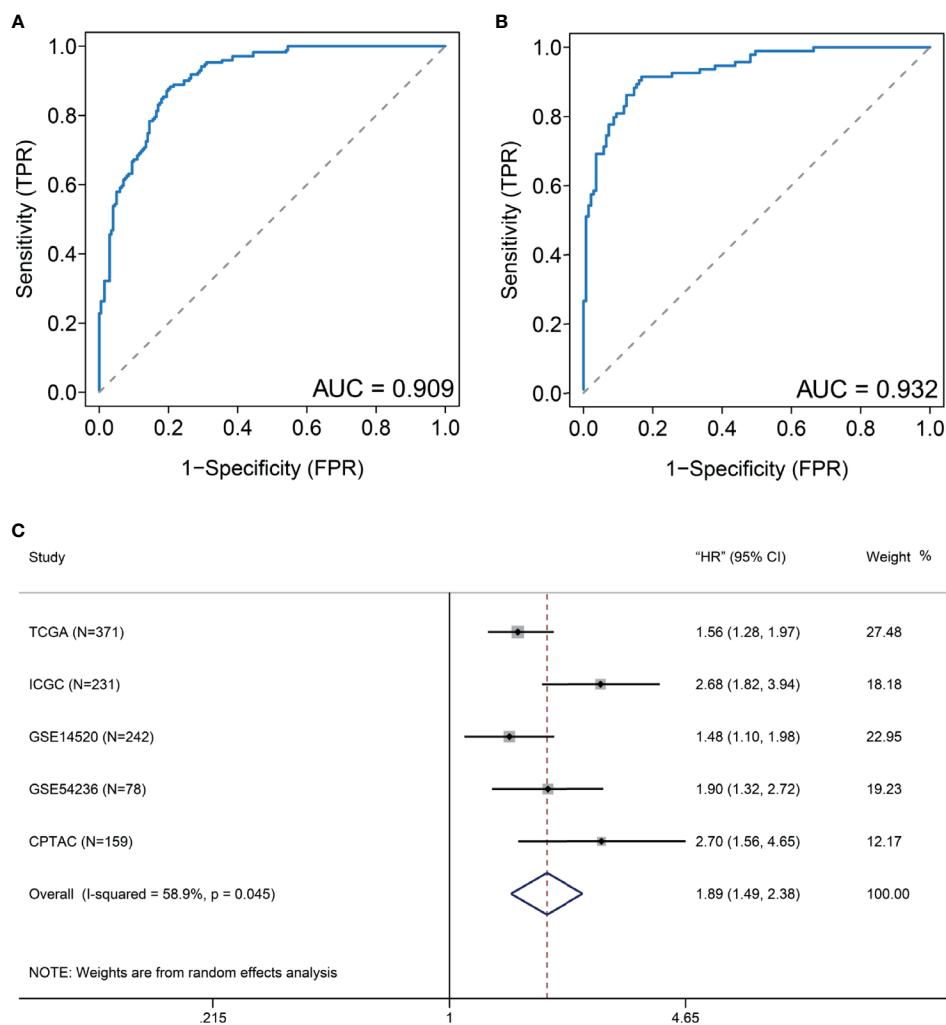 A
Sensitivity (TPR)
1.0
0.8
0.6
0.4
0.2
0.0
AUC = 0.909
0.0 0.2 0.4 0.6 0.8 1.0
1−Specificity (FPR)
B
Sensitivity (TPR)
1.0
0.8
0.6
0.4
0.2
0.0
AUC = 0.932
0.0 0.2 0.4 0.6 0.8 1.0
1−Specificity (FPR)
C
Study "HR" (95% CI) Weight %
TCGA (N=371) 1.56 (1.28, 1.97) 27.48
ICGC (N=231) 2.68 (1.82, 3.94) 18.18
GSE14520 (N=242) 1.48 (1.10, 1.98) 22.95
GSE54236 (N=78) 1.90 (1.32, 2.72) 19.23
CPTAC (N=159) 2.70 (1.56, 4.65) 12.17
Overall (I-squared = 58.9%, p = 0.045) 1.89 (1.49, 2.38) 100.00
NOTE: Weights are from random effects analysis
.215 1 4.65